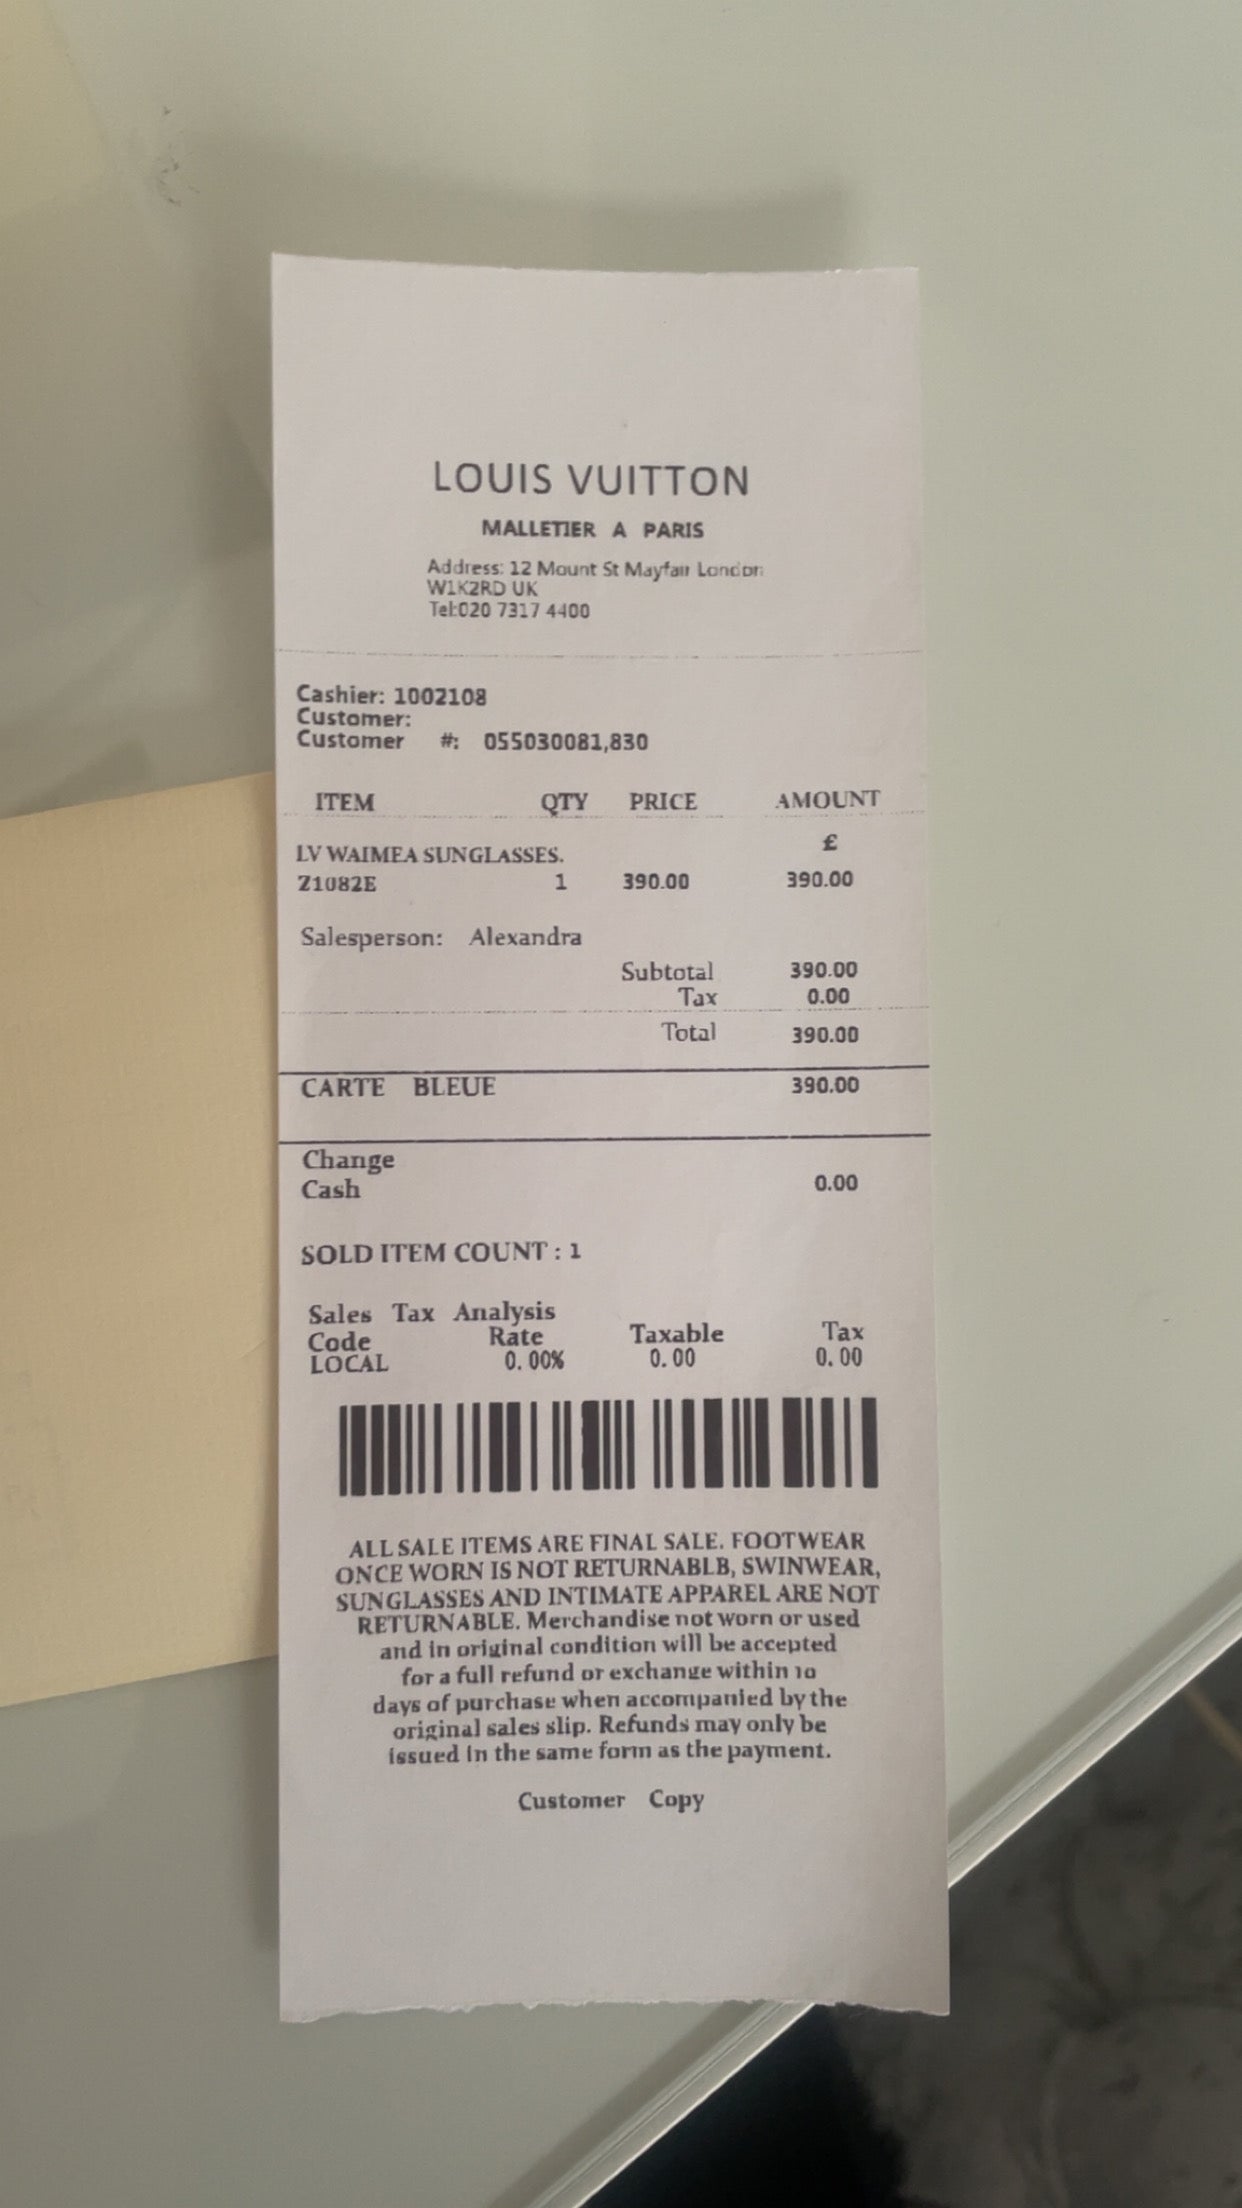 LOUIS VUITTON
MALLETIER A PARIS
Address: 12 Mount St Mayfair London
W1K2RD UK
Tel:020 7317 4400
Cashier: 1002108
Customer:
Customer #: 055030081,830
ITEM QTY PRICE AMOUNT
£
LV WAIMEA SUNGLASSES.
Z1082E 1 390.00 390.00
Salesperson: Alexandra
Subtotal 390.00
Tax 0.00
Total 390.00
CARTE BLEUE 390.00
Change
Cash 0.00
SOLD ITEM COUNT : 1
Sales Tax Analysis
Code Rate Taxable Tax
LOCAL 0.00% 0.00 0.00
ALL SALE ITEMS ARE FINAL SALE. FOOTWEAR
ONCE WORN IS NOT RETURNABLB, SWINWEAR,
SUNGLASSES AND INTIMATE APPAREL ARE NOT
RETURNABLE. Merchandise not worn or used
and in original condition will be accepted
for a full refund or exchange within 10
days of purchase when accompanied by the
original sales slip. Refunds may only be
issued in the same form as the payment.
Customer Copy